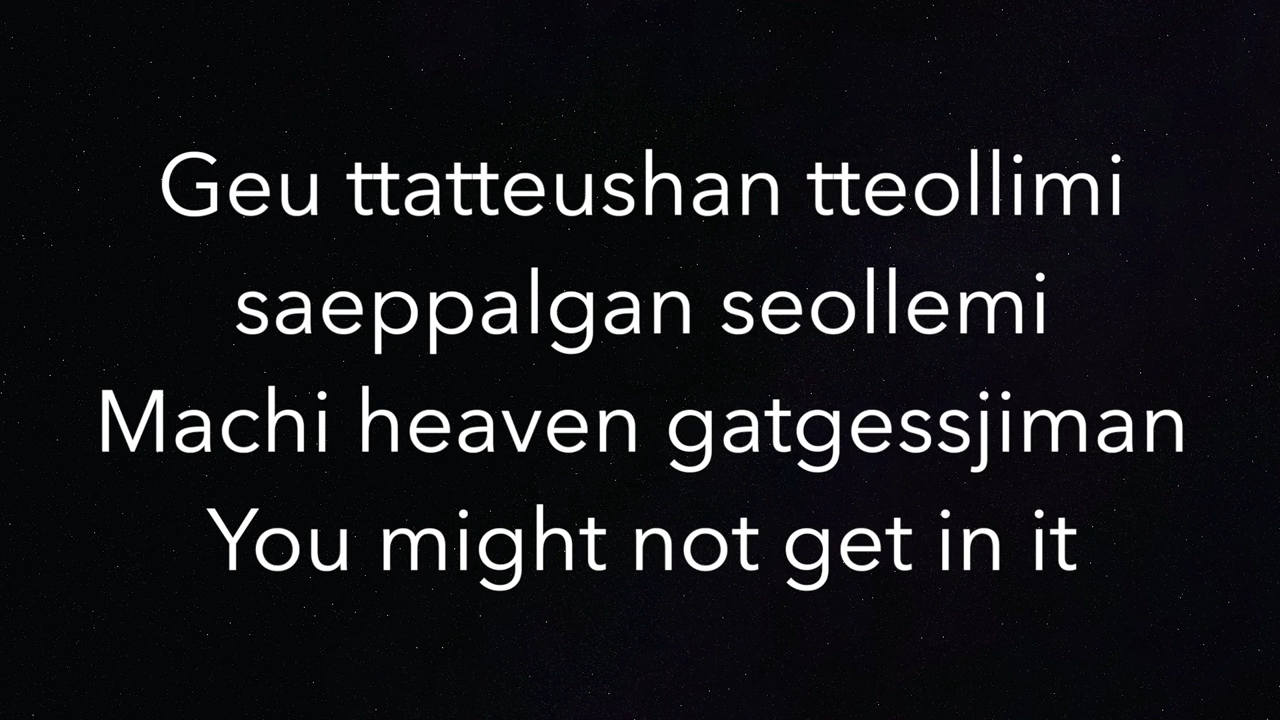 Geu ttatteushan tteollimi
saeppalgan seollemi
Machi heaven gatgessjiman
You might not get in it